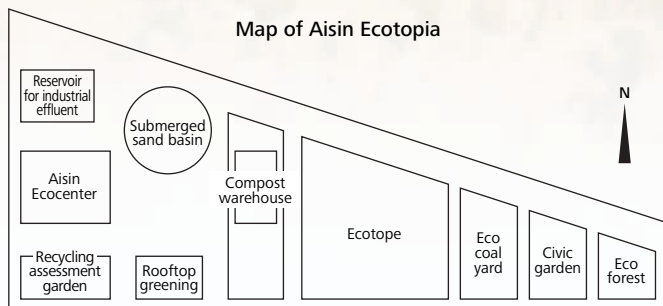 Map of Aisin Ecotopia
N
Reservoir
for industrial
effluent
Submerged
sand basin
Aisin
Ecocenter
Compost
warehouse
Ecotope
Eco
coal
yard
Civic
garden
Eco
forest
Recycling
assessment
garden
Rooftop
greening